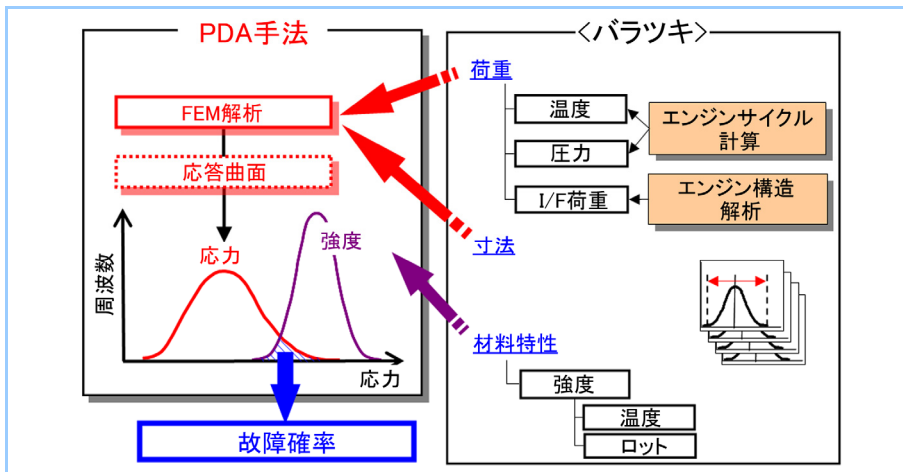 PDA手法
FEM解析
応答曲面
応力
強度
周波数
応力
故障確率
<バラツキ>
荷重
温度
圧力
I/F荷重
エンジンサイクル
計算
エンジン構造
解析
寸法
材料特性
強度
温度
ロット